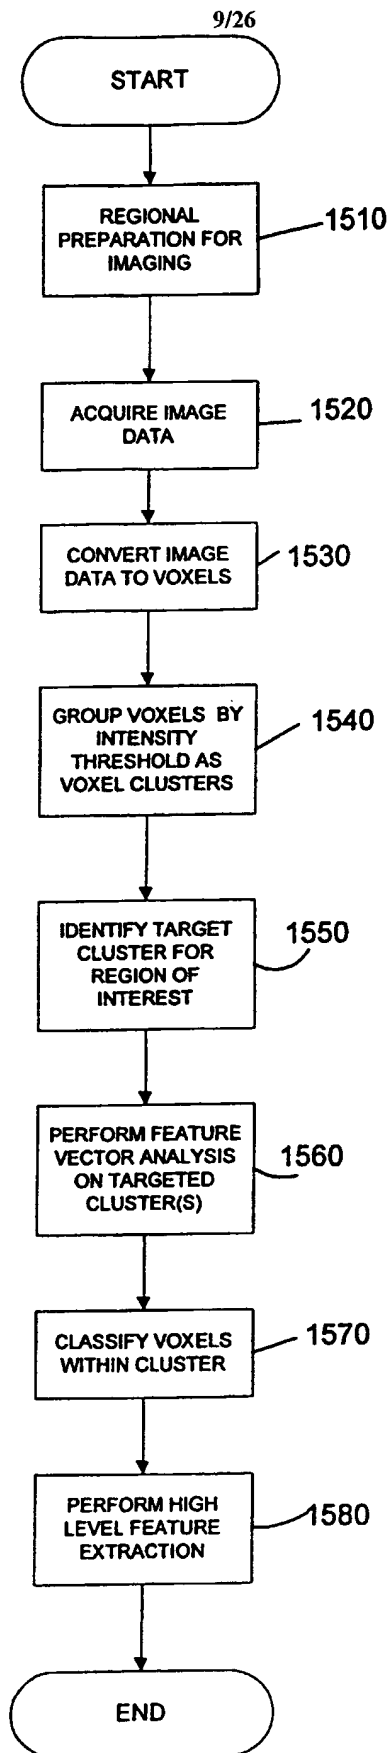 9/26
START
REGIONAL
PREPARATION FOR
IMAGING
1510
ACQUIRE IMAGE
DATA
1520
CONVERT IMAGE
DATA TO VOXELS
1530
GROUP VOXELS BY
INTENSITY
THRESHOLD AS
VOXEL CLUSTERS
1540
IDENTIFY TARGET
CLUSTER FOR
REGION OF
INTEREST
1550
PERFORM FEATURE
VECTOR ANALYSIS
ON TARGETED
CLUSTER(S)
1560
CLASSIFY VOXELS
WITHIN CLUSTER
1570
PERFORM HIGH
LEVEL FEATURE
EXTRACTION
1580
END